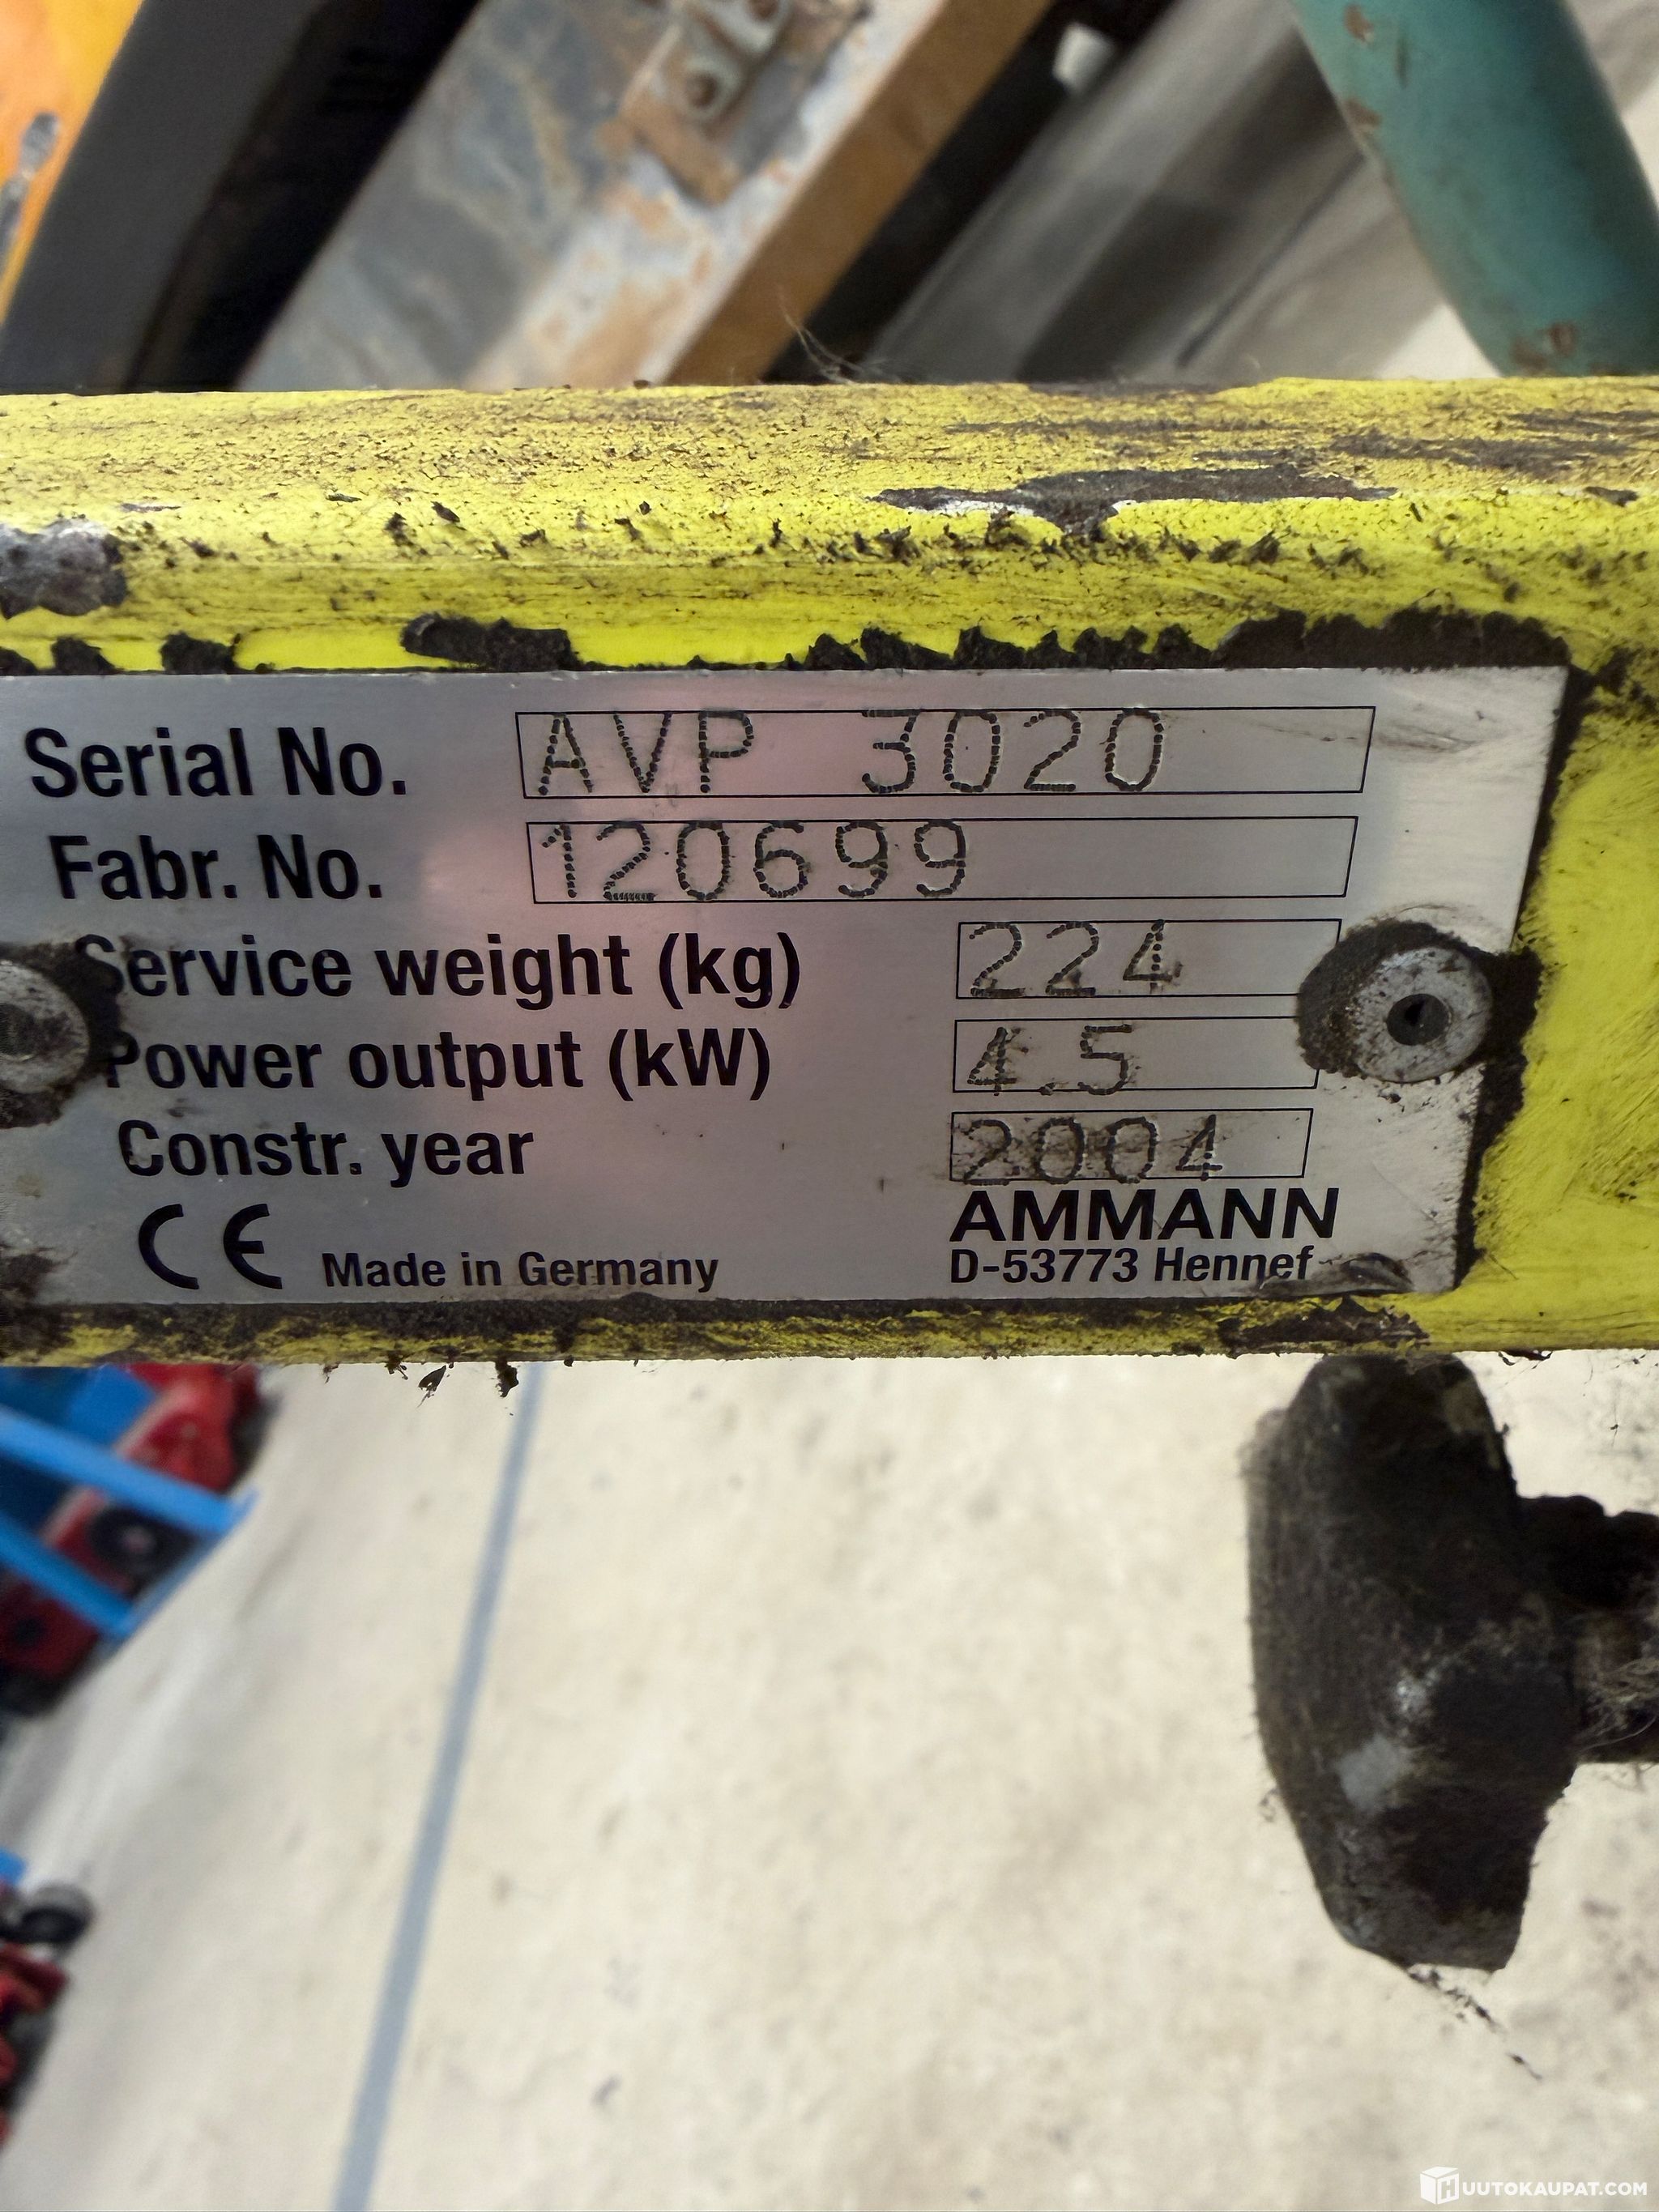 Serial No. AVP 3020
Fabr. No. 120699
Service weight (kg) 224
Power output (kW) 4.5
Constr. year 2004
CE Made in Germany AMMANN
D-53773 Hennef
HUUTOKAUPAT.COM